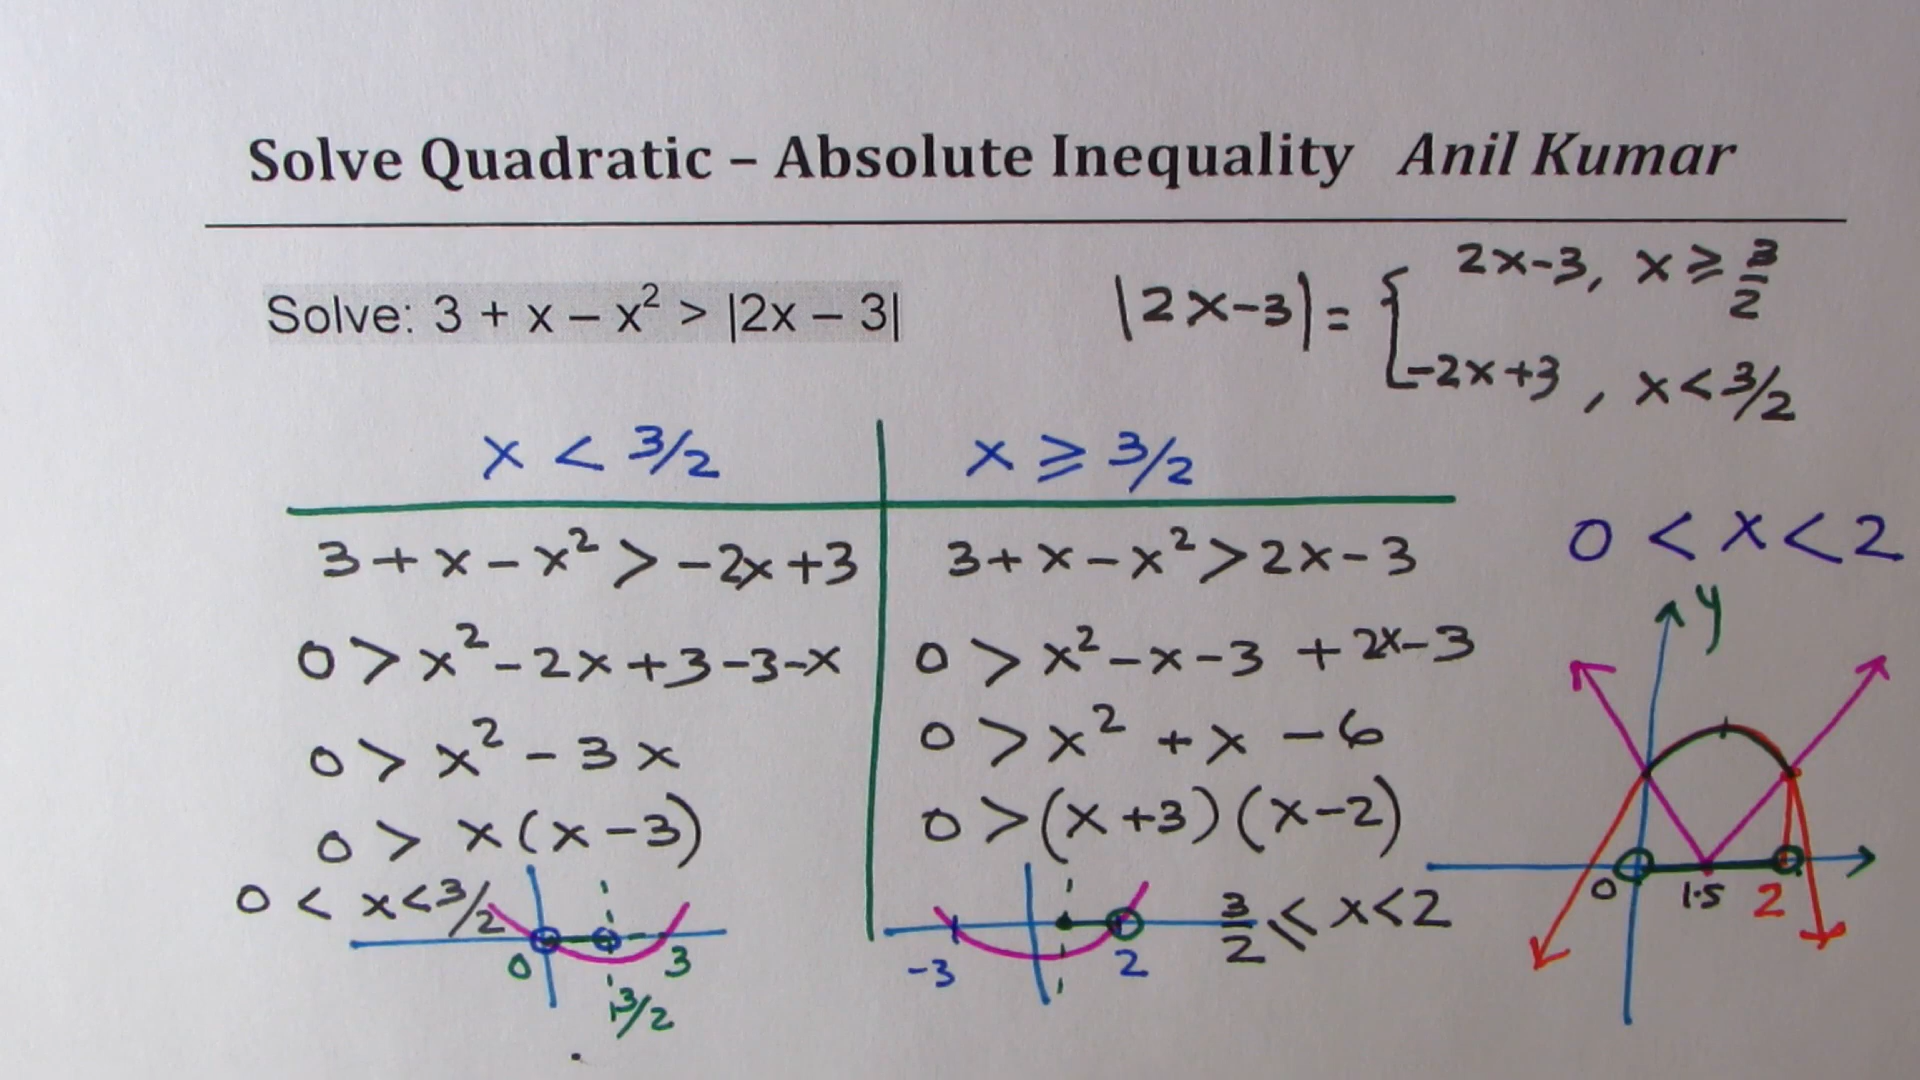 Solve Quadratic – Absolute Inequality Anil Kumar
Solve: 3 + x – x² > |2x – 3|
|2x-3| = { 2x-3, x ≥ 3/2
-2x+3, x < 3/2
x < 3/2
x ≥ 3/2
3+x-x² > -2x+3
0 > x²-2x+3-3-x
0 > x²-3x
0 > x(x-3)
0 < x < 3/2
0
3
3/2
3+x-x² > 2x-3
0 > x²-x-3 +2x-3
0 > x² +x -6
0 > (x+3)(x-2)
-3
2
3/2 ≤ x < 2
0 < x < 2
y
0
1.5
2